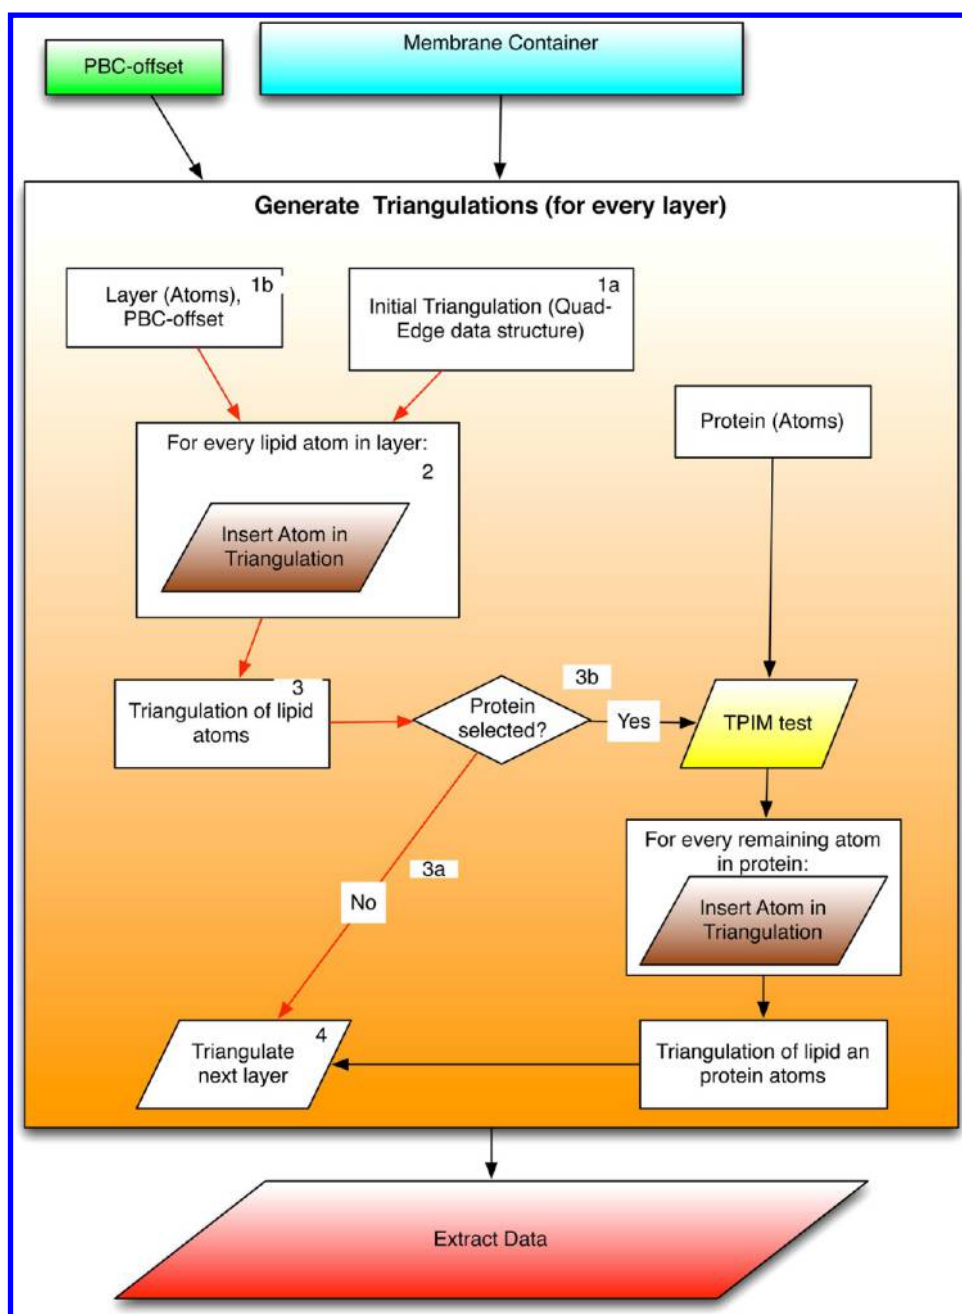 PBC-offset
Membrane Container
Generate Triangulations (for every layer)
1b
Layer (Atoms),
PBC-offset
1a
Initial Triangulation (Quad-
Edge data structure)
Protein (Atoms)
For every lipid atom in layer:
2
Insert Atom in
Triangulation
3
Triangulation of lipid
atoms
Protein
selected?
3b
Yes
TPIM test
3a
No
For every remaining atom
in protein:
Insert Atom in
Triangulation
4
Triangulate
next layer
Triangulation of lipid an
protein atoms
Extract Data